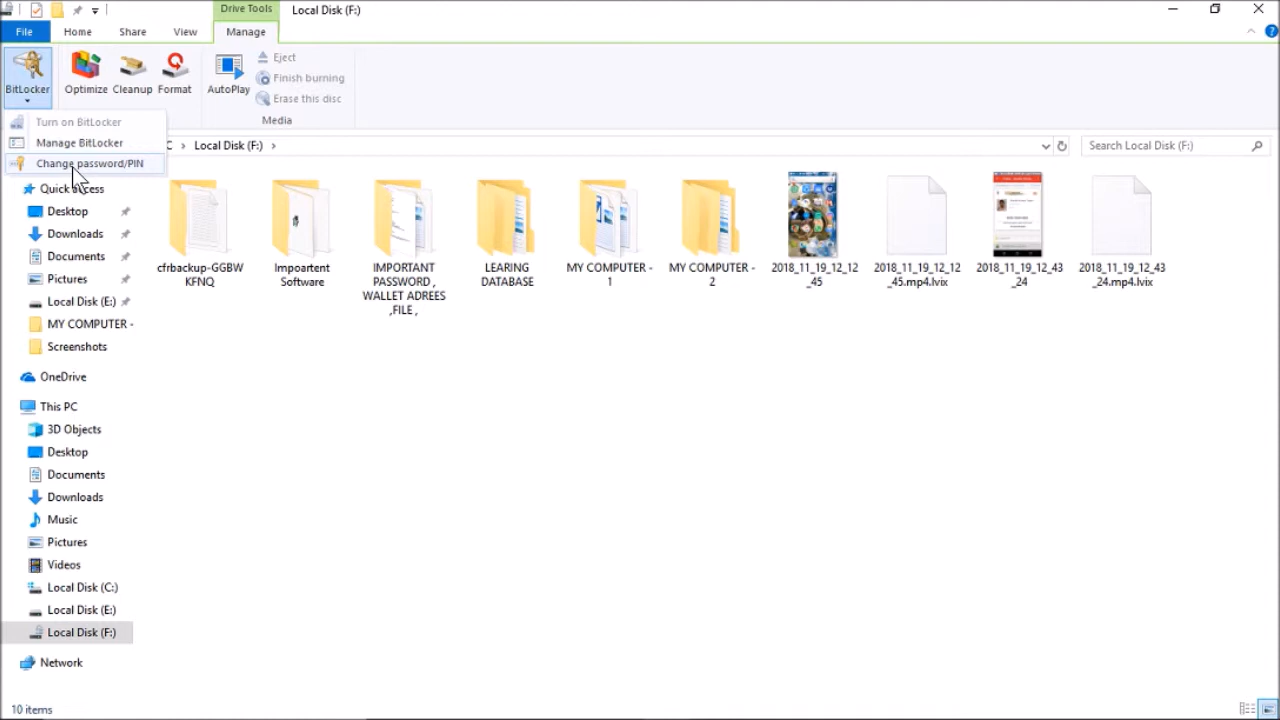 Drive Tools
Local Disk (F:)
File
Home
Share
View
Manage
BitLocker
Optimize
Cleanup
Format
AutoPlay
Eject
Finish burning
Erase this disc
Media
Turn on BitLocker
Manage BitLocker
Change password/PIN
C > Local Disk (F:) >
Search Local Disk (F:)
Quick access
Desktop
Downloads
Documents
Pictures
Local Disk (E:)
MY COMPUTER -
Screenshots
OneDrive
This PC
3D Objects
Desktop
Documents
Downloads
Music
Pictures
Videos
Local Disk (C:)
Local Disk (E:)
Local Disk (F:)
Network
cfrbackup-GGBW
KFNQ
Impoartent
Software
IMPORTANT
PASSWORD ,
WALLET ADREES
,FILE ,
LEARING
DATABASE
MY COMPUTER -
1
MY COMPUTER -
2
2018_11_19_12_12
_45
2018_11_19_12_12
_45.mp4.lvix
2018_11_19_12_43
_24
2018_11_19_12_43
_24.mp4.lvix
10 items